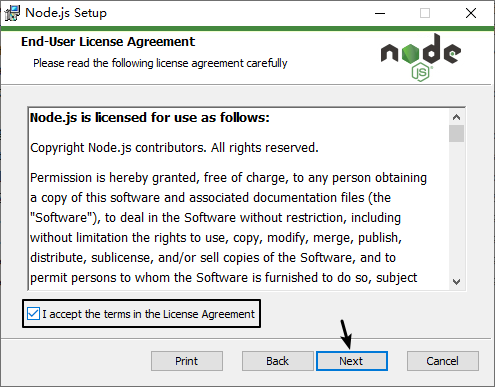 Node.js Setup
End-User License Agreement
Please read the following license agreement carefully
node
JS
Node.js is licensed for use as follows:
Copyright Node.js contributors. All rights reserved.
Permission is hereby granted, free of charge, to any person obtaining
a copy of this software and associated documentation files (the
"Software"), to deal in the Software without restriction, including
without limitation the rights to use, copy, modify, merge, publish,
distribute, sublicense, and/or sell copies of the Software, and to
permit persons to whom the Software is furnished to do so, subject
I accept the terms in the License Agreement
Print Back Next Cancel